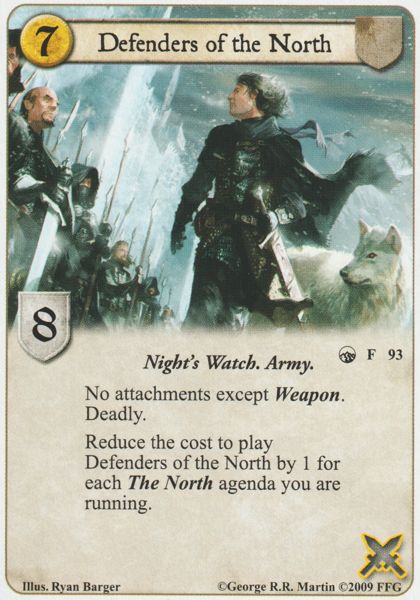 7
Defenders of the North
8
Night's Watch. Army.
F 93
No attachments except Weapon.
Deadly.
Reduce the cost to play
Defenders of the North by 1 for
each The North agenda you are
running.
Illus. Ryan Barger
©George R.R. Martin ©2009 FFG